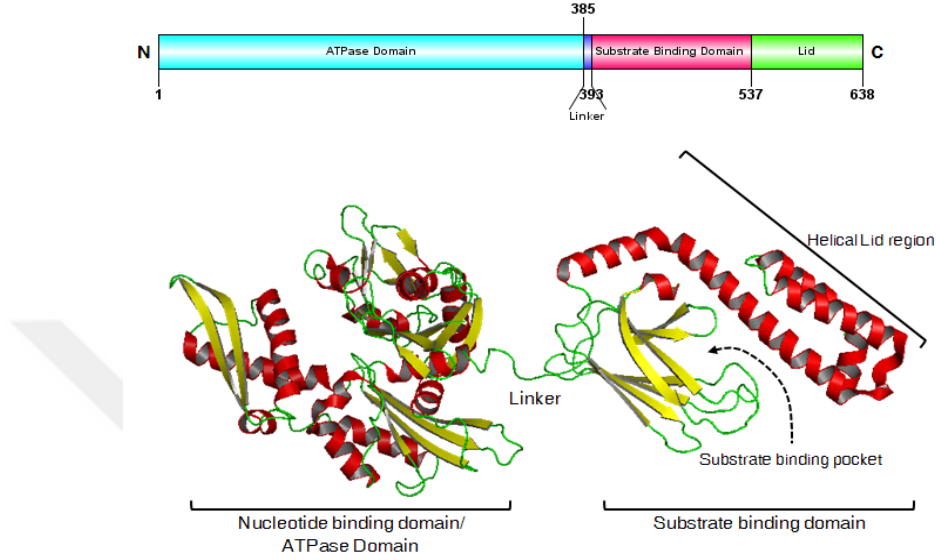 385
N
ATPase Domain
Substrate Binding Domain
Lid
C
1
393
537
638
Linker
Helical Lid region
Linker
Substrate binding pocket
Nucleotide binding domain/
ATPase Domain
Substrate binding domain